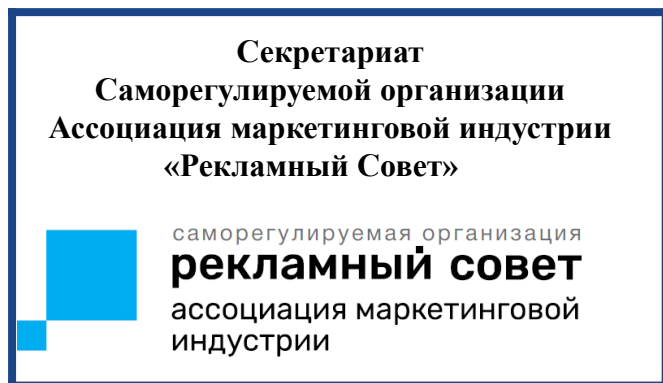 Секретариат
Саморегулируемой организации
Ассоциация маркетинговой индустрии
«Рекламный Совет»
саморегулируемая организация
рекламный совет
ассоциация маркетинговой
индустрии